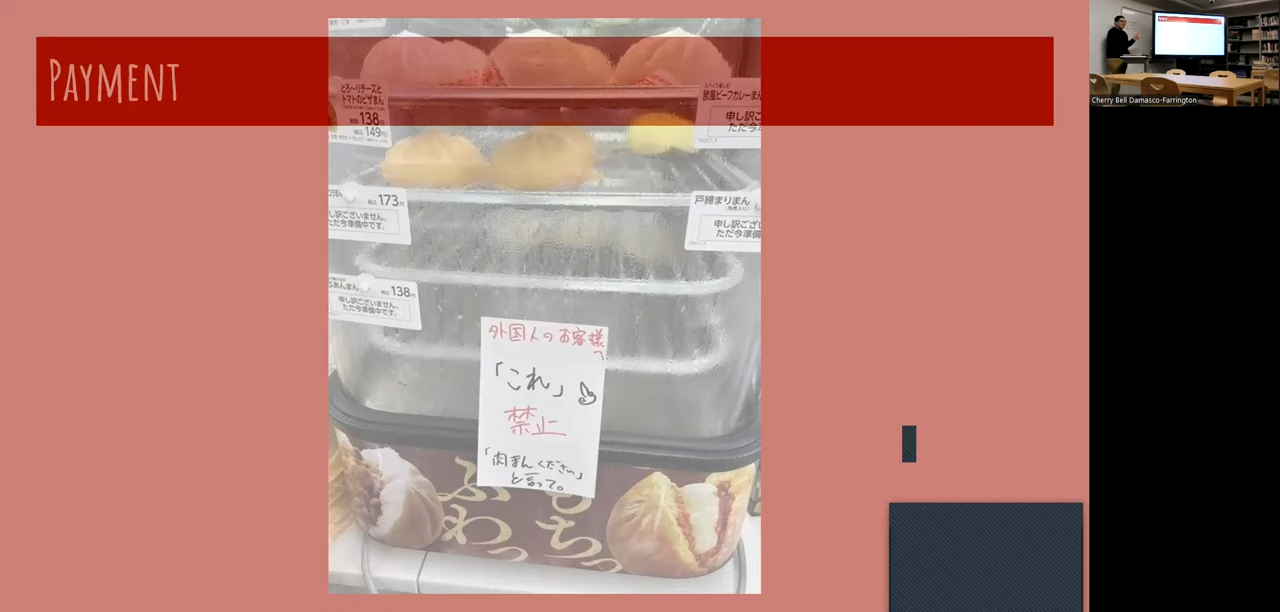 PAYMENT
Cherry Bell Damasco-Farrington
とろ〜りチーズと
トマトのピザまん
138
149
欧風ビーフカレーまん
申し訳ご
ただ今
173
し訳ございません。
ただ今準備中です。
戸締まりまん
申し訳ござい
ただ今準備
138
申し訳ございません。
ただ今準備中です。
外国人のお客様
へ
「これ」
禁止
「肉まんください」
と言って。
ふわっ
もちっ